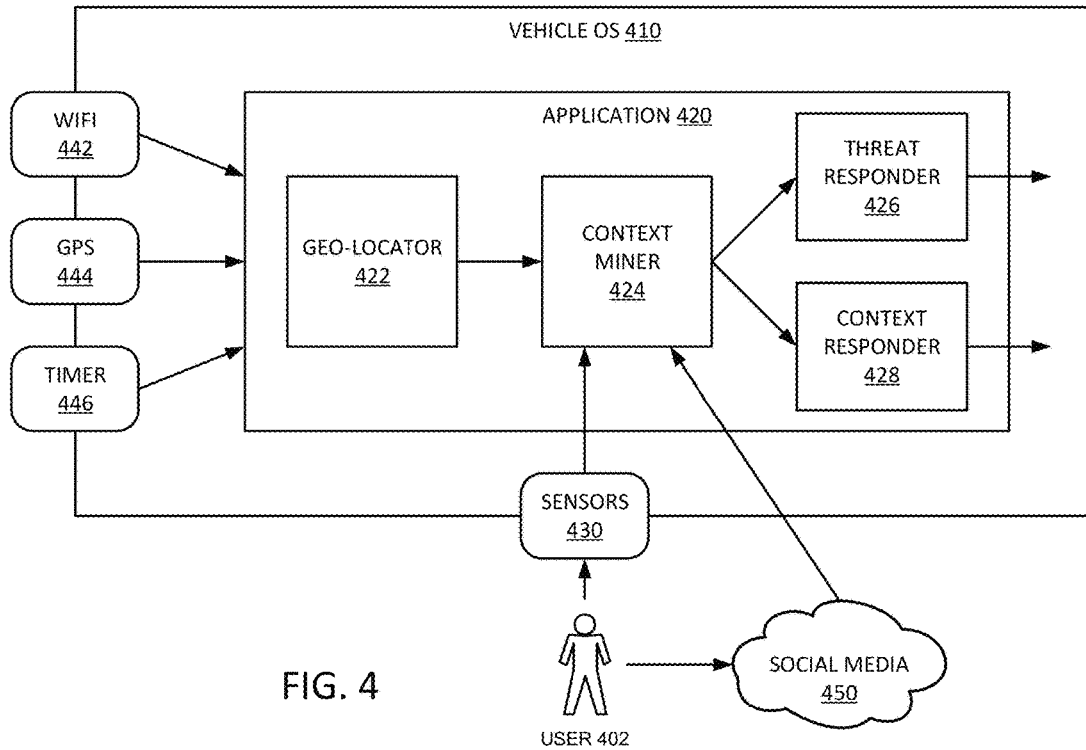 VEHICLE OS 410
WIFI
442
APPLICATION 420
THREAT
RESPONDER
426
GPS
444
GEO-LOCATOR
422
CONTEXT
MINER
424
CONTEXT
RESPONDER
428
TIMER
446
SENSORS
430
SOCIAL MEDIA
450
FIG. 4
USER 402